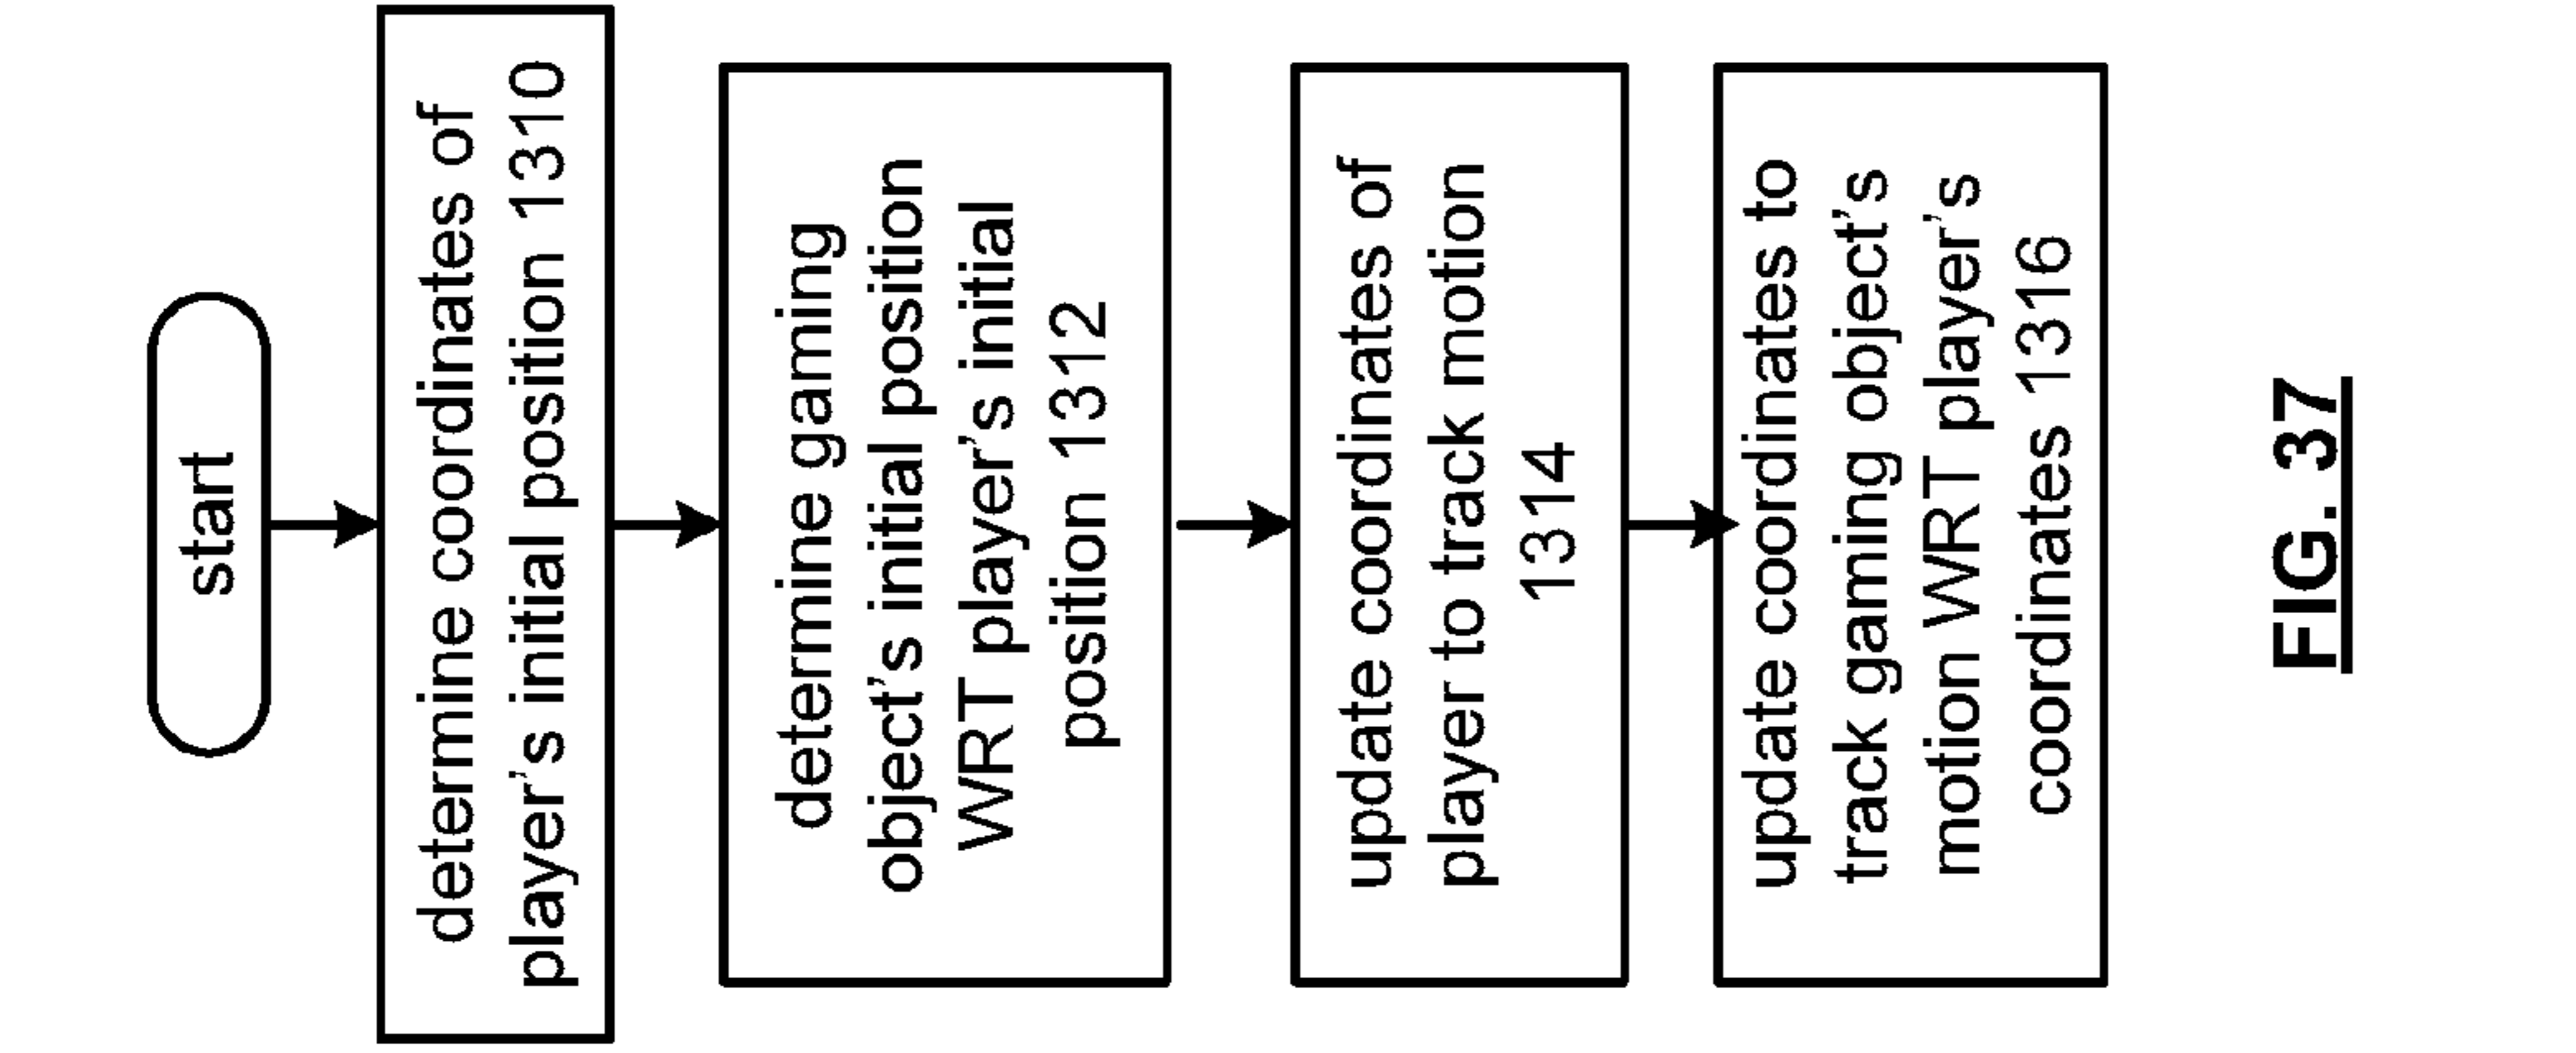 start
determine coordinates of
player's initial position 1310
determine gaming
object's initial position
WRT player's initial
position 1312
update coordinates of
player to track motion
1314
update coordinates to
track gaming object's
motion WRT player's
coordinates 1316
FIG. 37